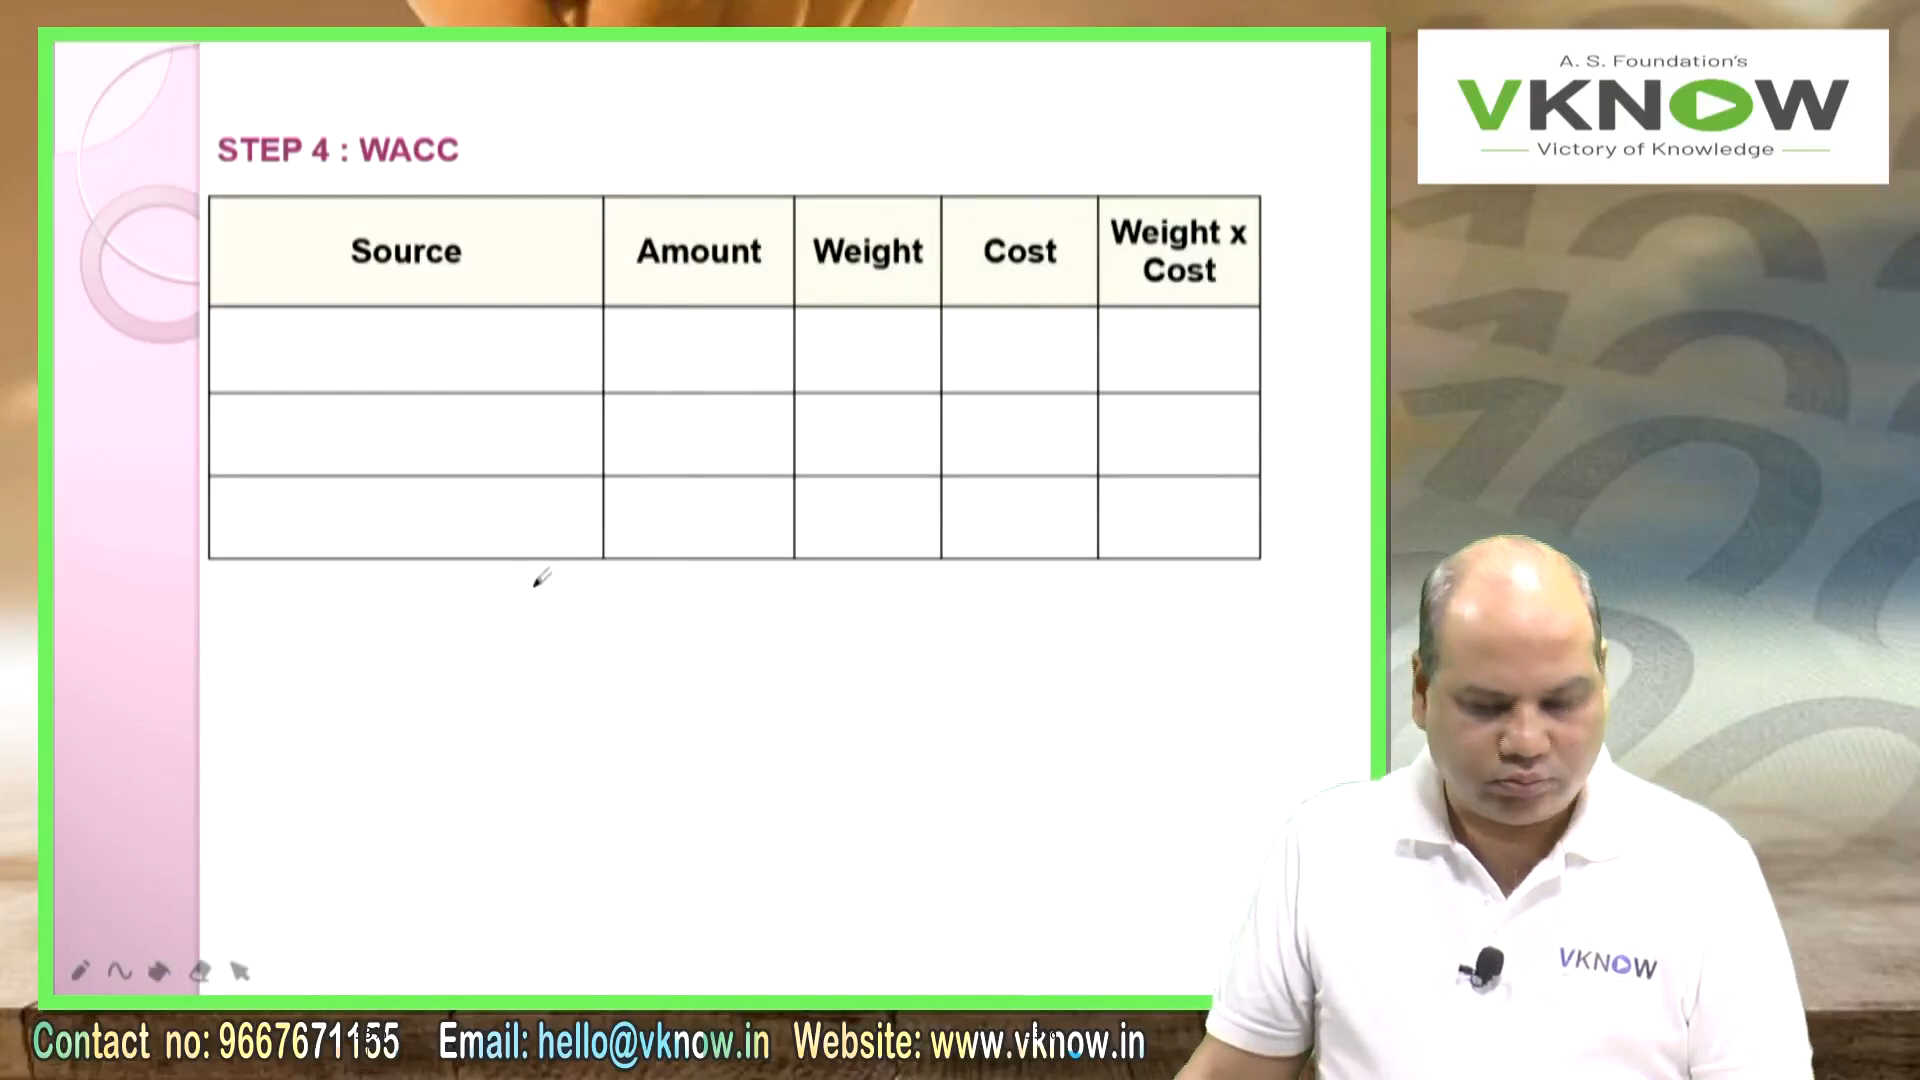 A. S. Foundation's
VKNOW
Victory of Knowledge
STEP 4 : WACC
Source Amount Weight Cost Weight x Cost
VKNOW
Contact no: 9667671155 Email: hello@vknow.in Website: www.vknow.in